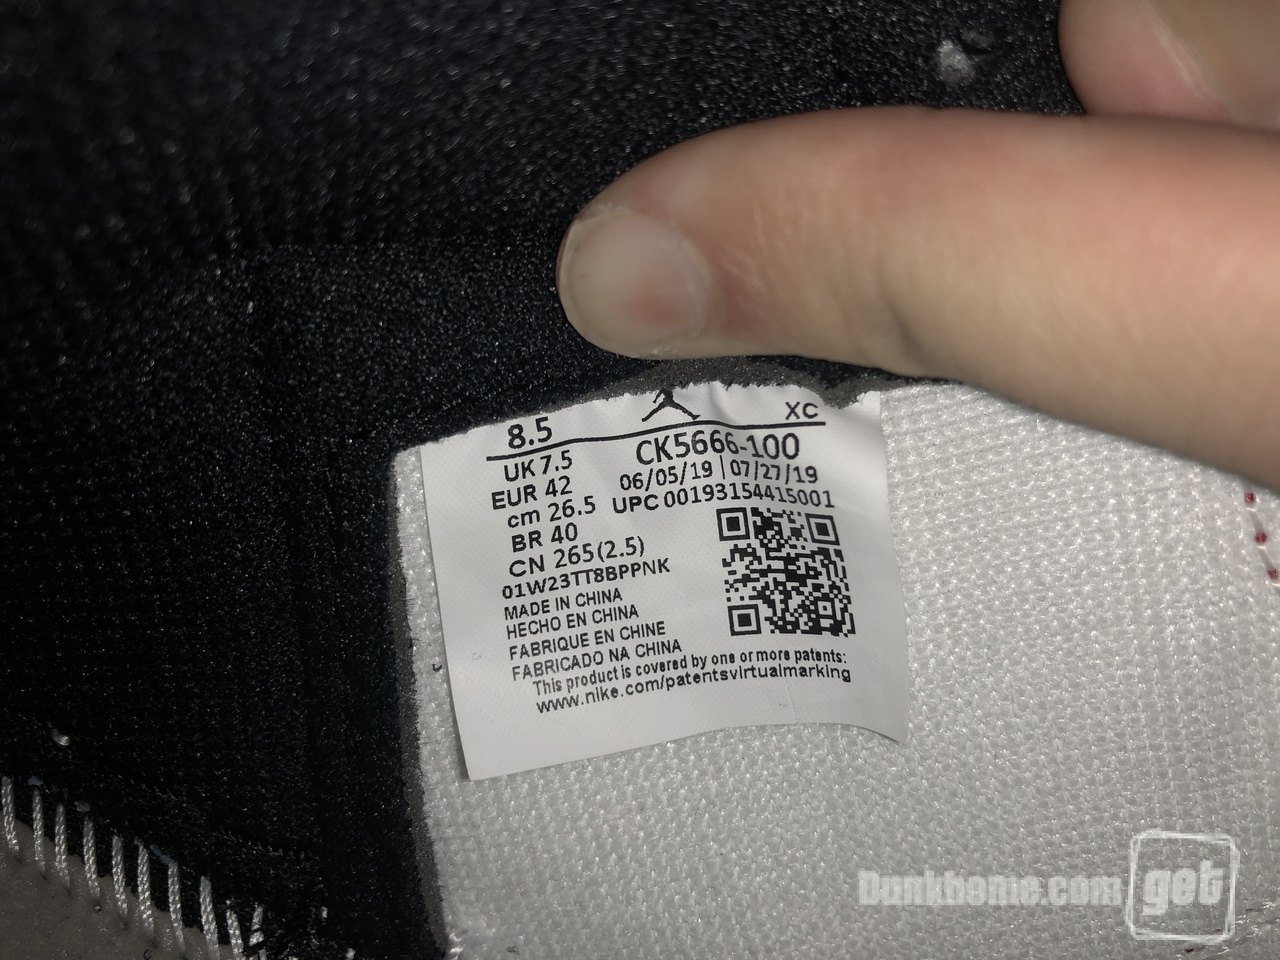 8.5 XC
UK 7.5 CK5666-100
EUR 42 06/05/19 | 07/27/19
cm 26.5 UPC 00193154415001
BR 40
CN 265(2.5)
01W23TT8BPPNK
MADE IN CHINA
HECHO EN CHINA
FABRIQUE EN CHINE
FABRICADO NA CHINA
This product is covered by one or more patents:
www.nike.com/patentsvirtualmarking
Dunkhome.com get